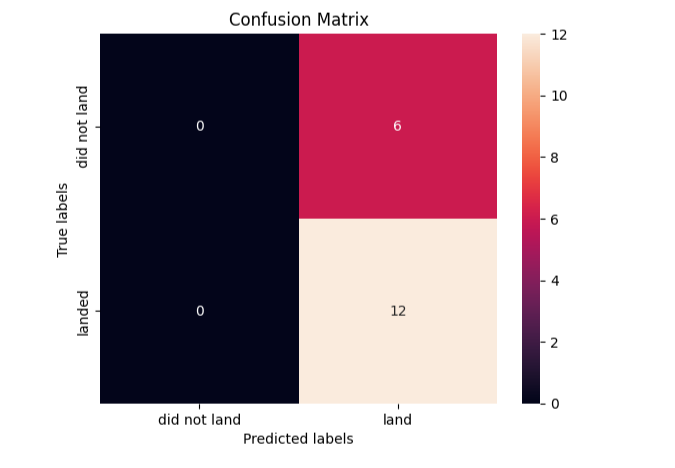 Confusion Matrix
True labels
did not land
landed
0
6
0
12
did not land
land
Predicted labels
12
10
8
6
4
2
0